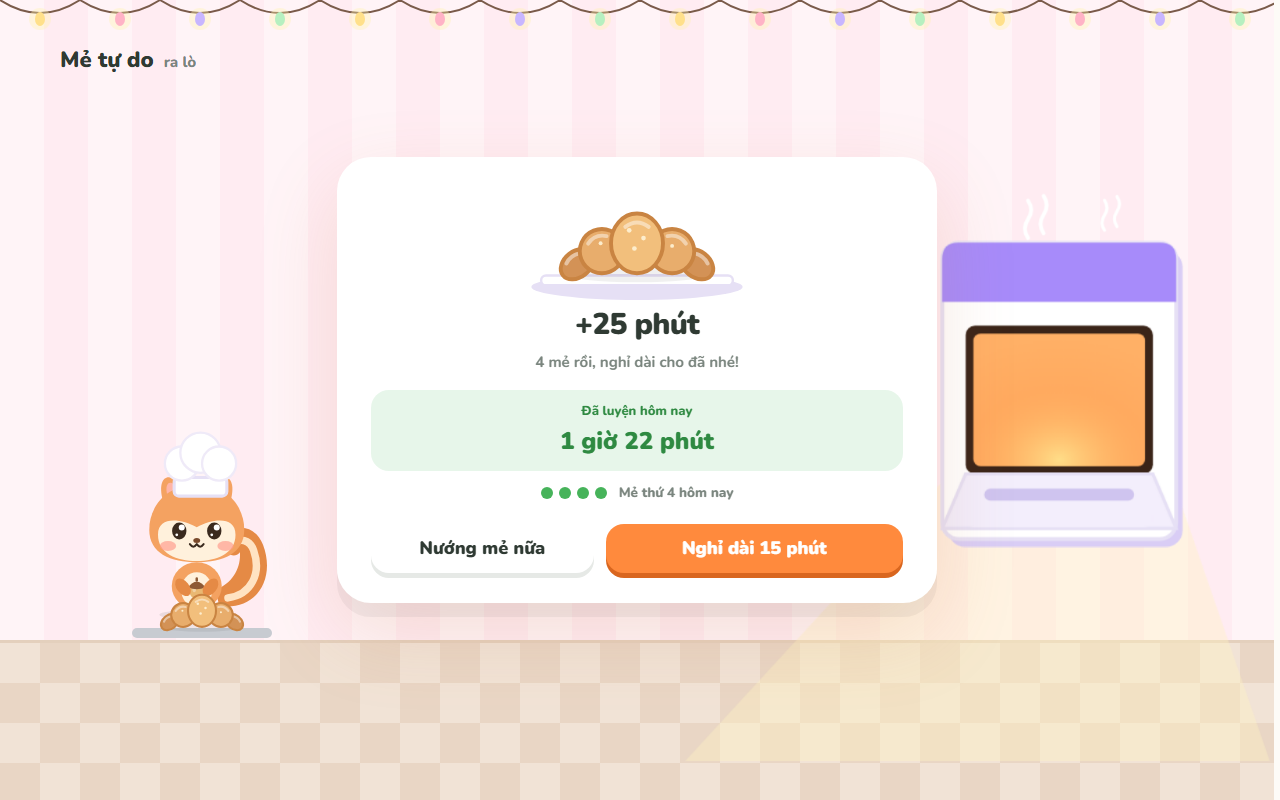 Mẻ tự do ra lò
+25 phút
4 mẻ rồi, nghỉ dài cho đã nhé!
Đã luyện hôm nay
1 giờ 22 phút
Mẻ thứ 4 hôm nay
Nướng mẻ nữa
Nghỉ dài 15 phút